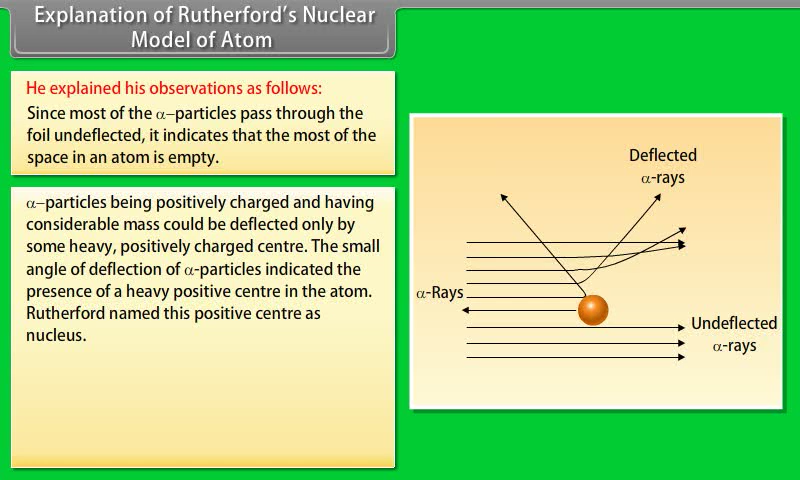 Explanation of Rutherford's Nuclear
Model of Atom
He explained his observations as follows:
Since most of the α–particles pass through the
foil undeflected, it indicates that the most of the
space in an atom is empty.
α–particles being positively charged and having
considerable mass could be deflected only by
some heavy, positively charged centre. The small
angle of deflection of α-particles indicated the
presence of a heavy positive centre in the atom.
Rutherford named this positive centre as
nucleus.
Deflected
α-rays
α-Rays
Undeflected
α-rays